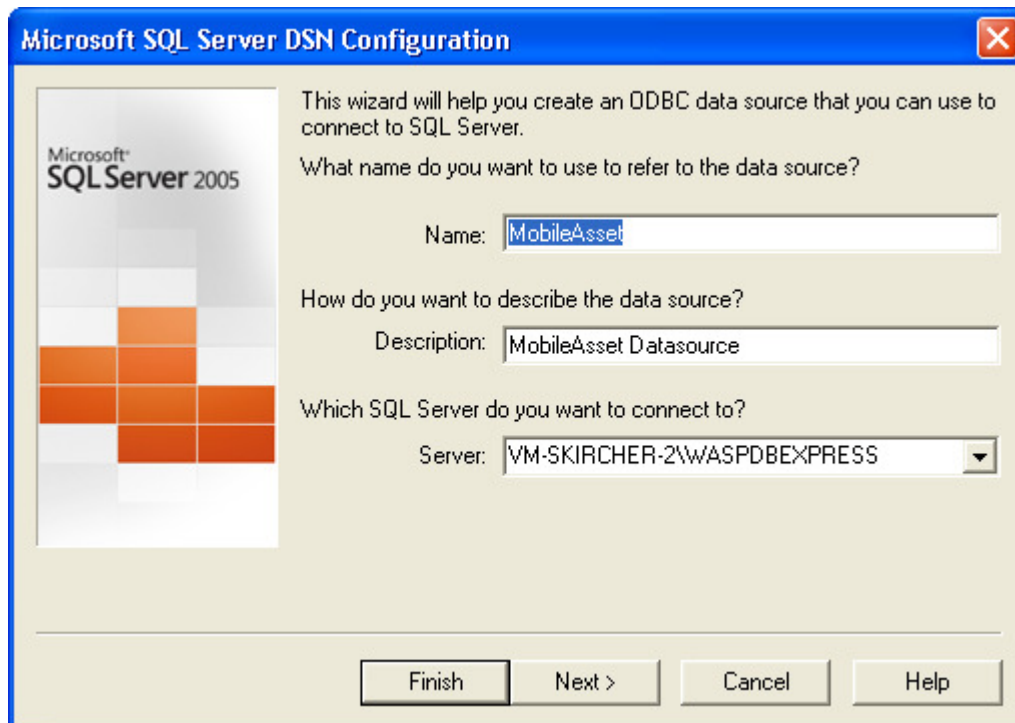 Microsoft SQL Server DSN Configuration
This wizard will help you create an ODBC data source that you can use to
connect to SQL Server.
Microsoft
SQL Server 2005
What name do you want to use to refer to the data source?
Name: MobileAsset
How do you want to describe the data source?
Description: MobileAsset Datasource
Which SQL Server do you want to connect to?
Server: VM-SKIRCHER-2\WASPDBEXPRESS
Finish Next > Cancel Help